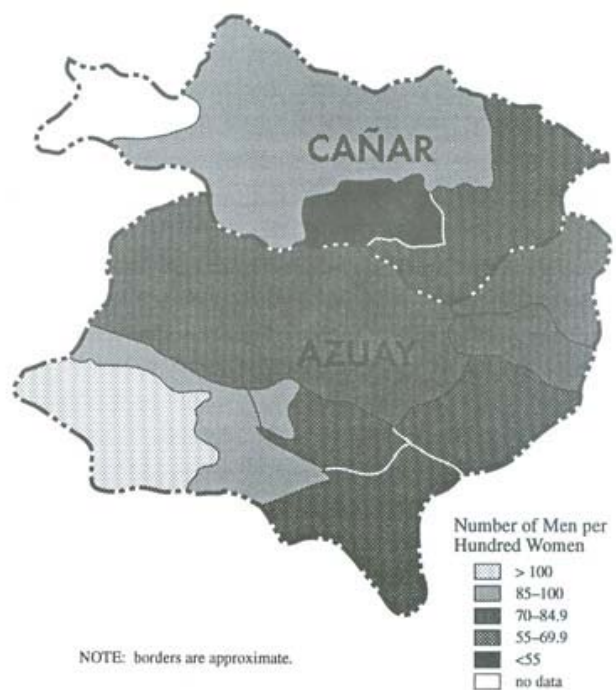 CAÑAR
AZUAY
Number of Men per
Hundred Women
> 100
85–100
70–84.9
55–69.9
<55
no data
NOTE: borders are approximate.